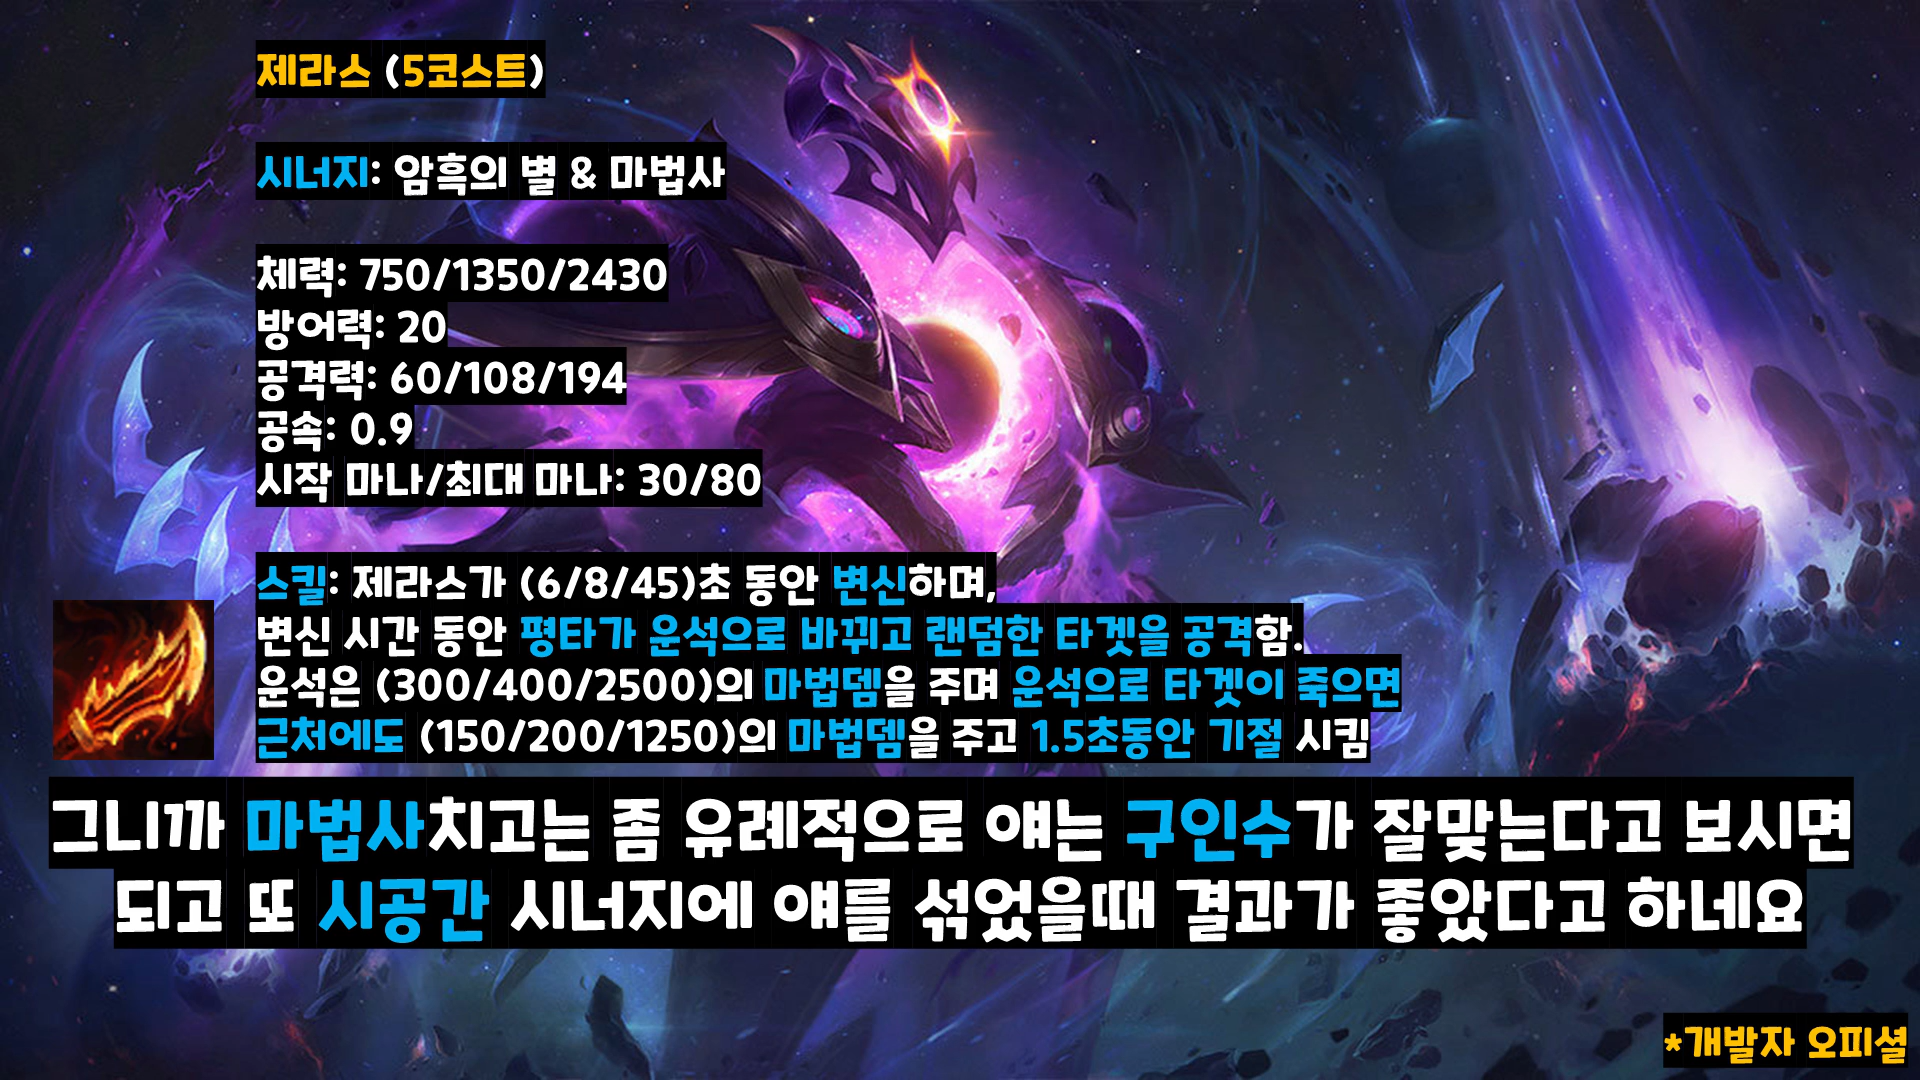 제라스 (5코스트)
시너지: 암흑의 별 & 마법사
체력: 750/1350/2430
방어력: 20
공격력: 60/108/194
공속: 0.9
시작 마나/최대 마나: 30/80
스킬: 제라스가 (6/8/45)초 동안 변신하며,
변신 시간 동안 평타가 운석으로 바뀌고 랜덤한 타겟을 공격함.
운석은 (300/400/2500)의 마법뎀을 주며 운석으로 타겟이 죽으면
근처에도 (150/200/1250)의 마법뎀을 주고 1.5초동안 기절 시킴
그니까 마법사치고는 좀 유례적으로 얘는 구인수가 잘맞는다고 보시면
되고 또 시공간 시너지에 얘를 섞었을때 결과가 좋았다고 하네요
*개발자 오피셜